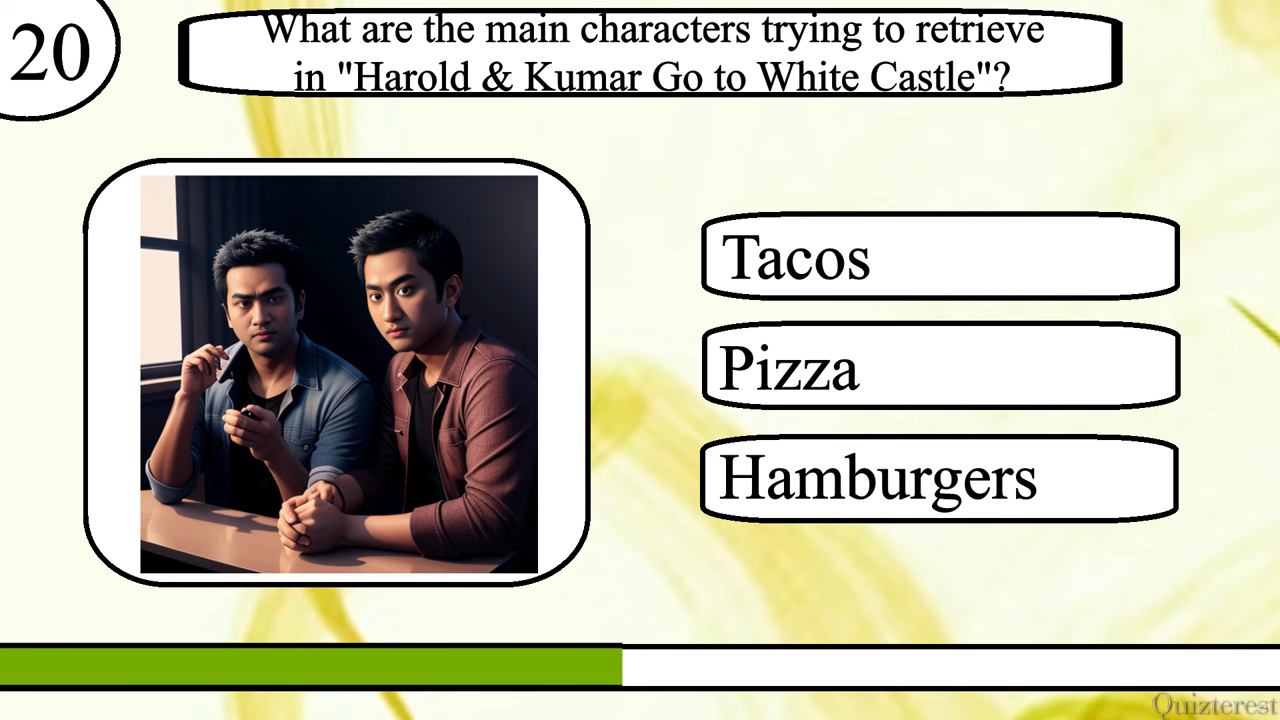 20
What are the main characters trying to retrieve
in "Harold & Kumar Go to White Castle"?
Tacos
Pizza
Hamburgers
Quizterest